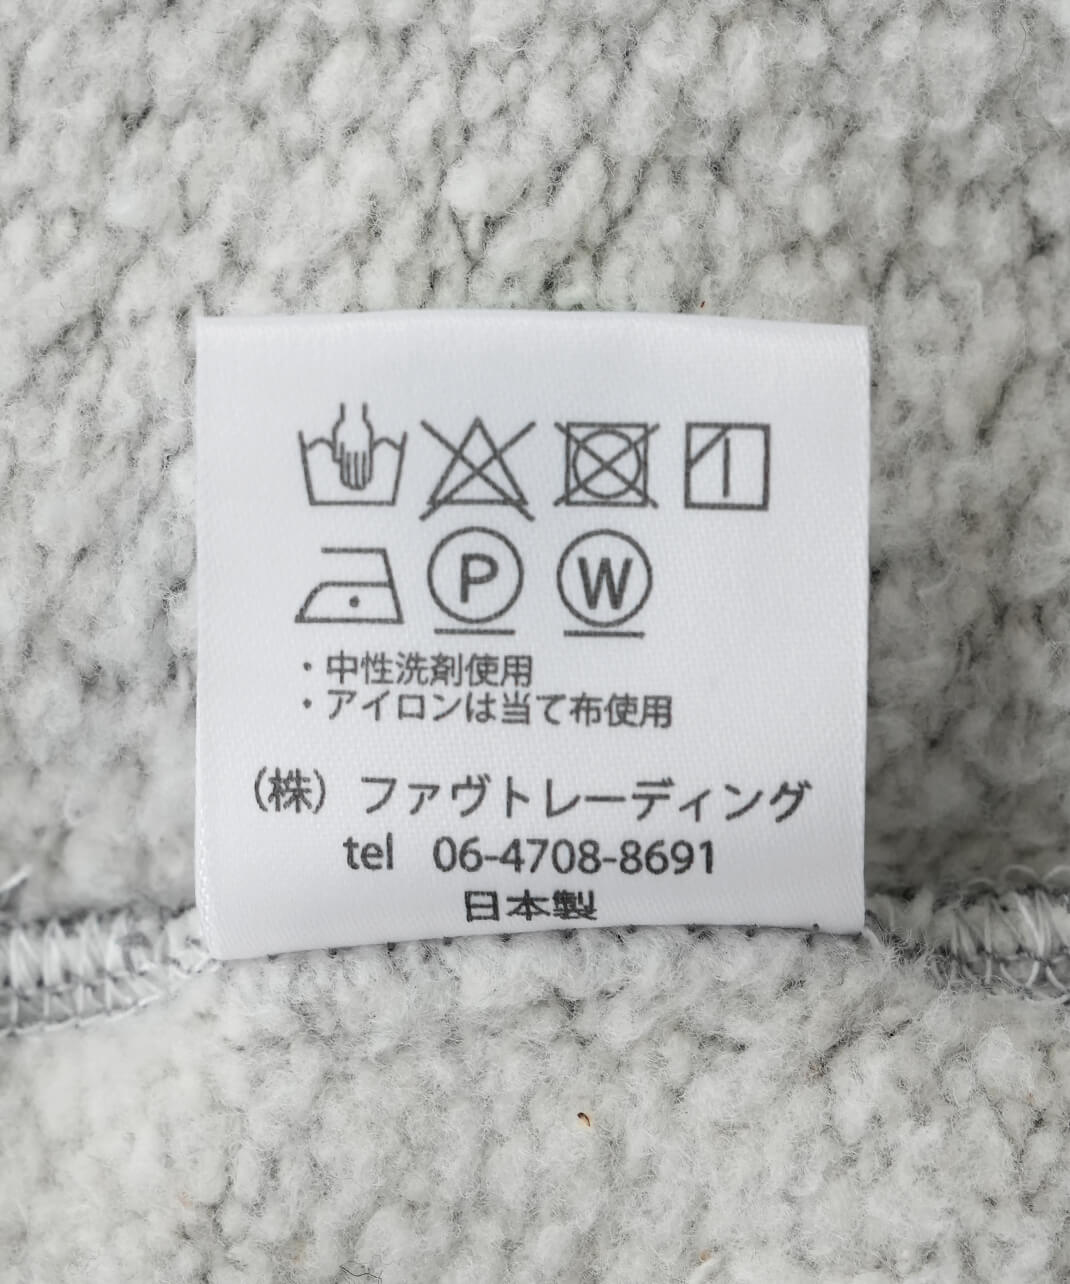 P W
・中性洗剤使用
・アイロンは当て布使用
（株） ファヴトレーディング
tel 06-4708-8691
日本製